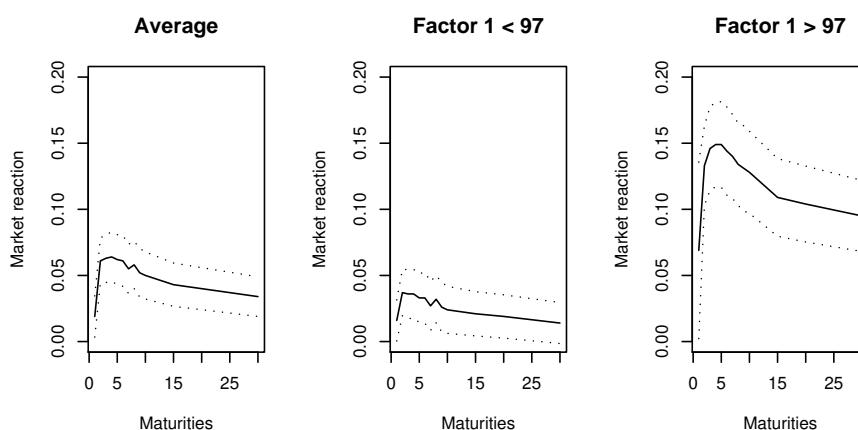 Average
Factor 1 < 97
Factor 1 > 97
Market reaction
0.00 0.05 0.10 0.15 0.20
0 5 15 25
Maturities
Market reaction
0.00 0.05 0.10 0.15 0.20
0 5 15 25
Maturities
Market reaction
0.00 0.05 0.10 0.15 0.20
0 5 15 25
Maturities